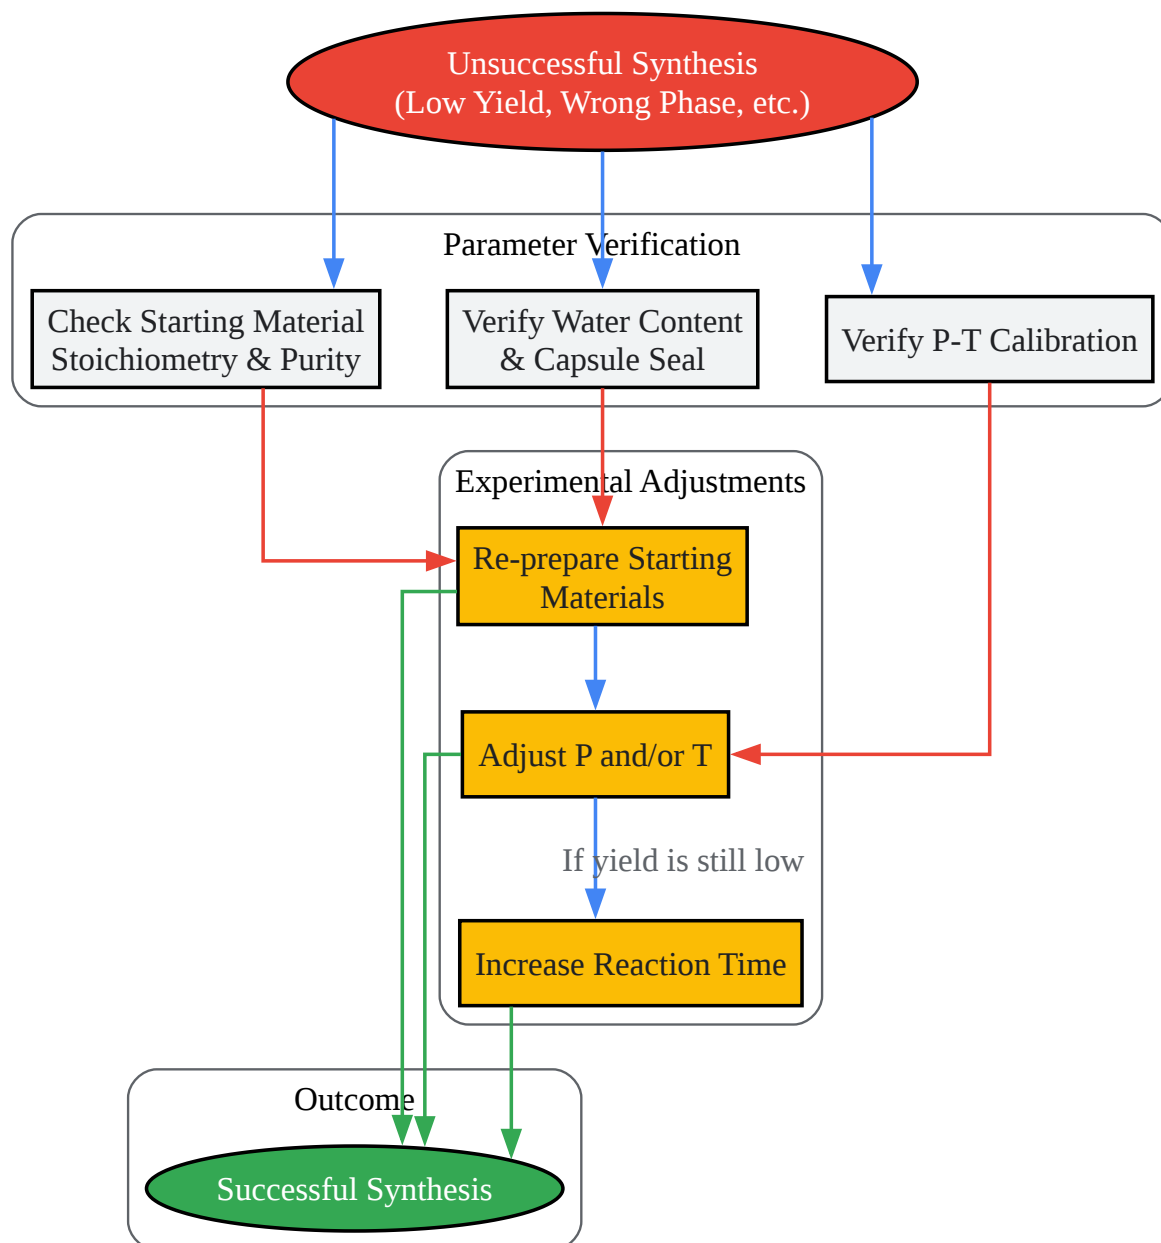 Unsuccessful Synthesis
(Low Yield, Wrong Phase, etc.)
Parameter Verification
Check Starting Material
Stoichiometry & Purity
Verify Water Content
& Capsule Seal
Verify P-T Calibration
Experimental Adjustments
Re-prepare Starting
Materials
Adjust P and/or T
If yield is still low
Increase Reaction Time
Outcome
Successful Synthesis